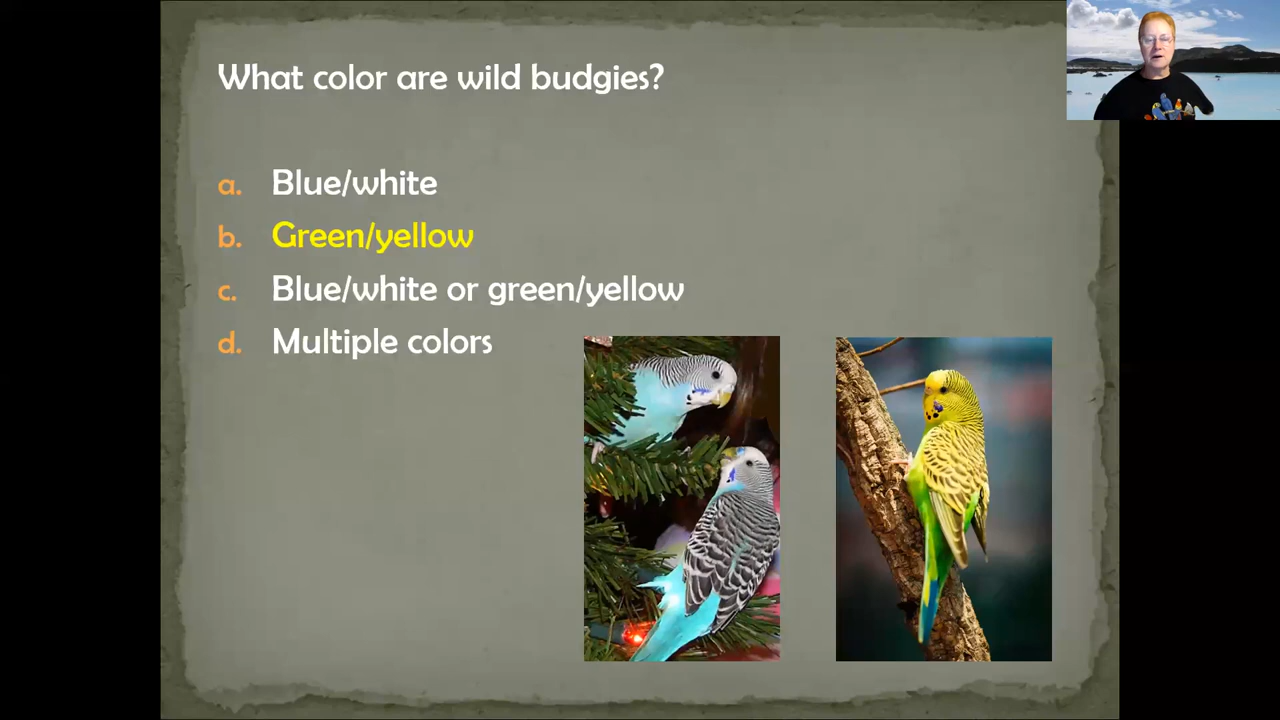 What color are wild budgies?
a. Blue/white
b. Green/yellow
c. Blue/white or green/yellow
d. Multiple colors